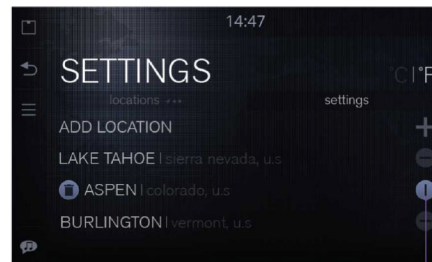 14:47
SETTINGS °C|°F
locations settings
ADD LOCATION
LAKE TAHOE | sierra nevada, u.s
ASPEN | colorado, u.s
BURLINGTON | vermont, u.s